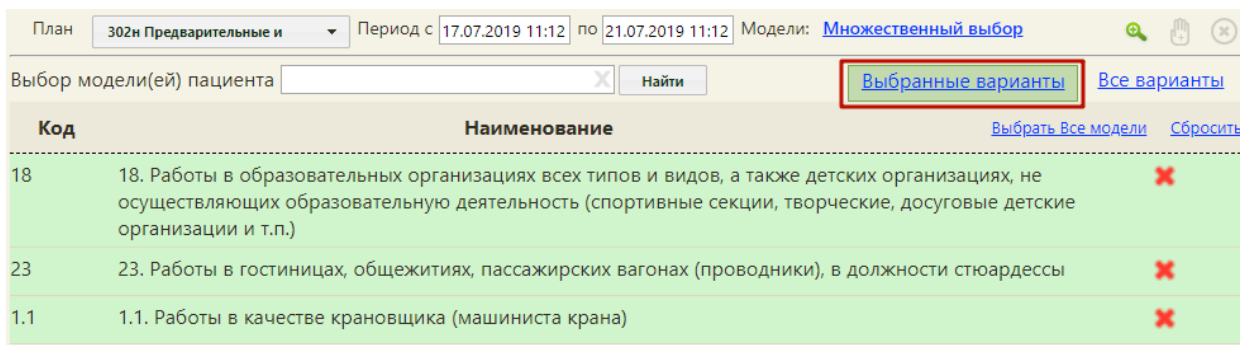 План 302н Предварительные и Период с 17.07.2019 11:12 по 21.07.2019 11:12 Модели: Множественный выбор
Выбор модели(ей) пациента Найти Выбранные варианты Все варианты
Код Наименование Выбрать Все модели Сбросить
18 18. Работы в образовательных организациях всех типов и видов, а также детских организациях, не
осуществляющих образовательную деятельность (спортивные секции, творческие, досуговые детские
организации и т.п.)
23 23. Работы в гостиницах, общежитиях, пассажирских вагонах (проводники), в должности стюардессы
1.1 1.1. Работы в качестве крановщика (машиниста крана)